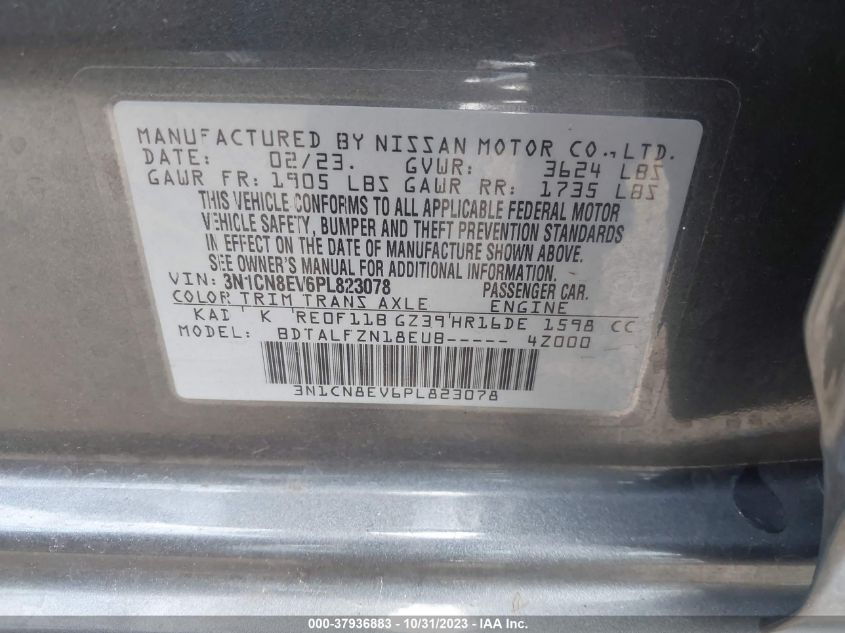 MANUFACTURED BY NISSAN MOTOR CO.,LTD.
DATE: 02/23. GVWR: 3624 LBS
GAWR FR: 1905 LBS GAWR RR: 1735 LBS
THIS VEHICLE CONFORMS TO ALL APPLICABLE FEDERAL MOTOR
VEHICLE SAFETY, BUMPER AND THEFT PREVENTION STANDARDS
IN EFFECT ON THE DATE OF MANUFACTURE SHOWN ABOVE.
SEE OWNER'S MANUAL FOR ADDITIONAL INFORMATION.
VIN: 3N1CN8EV6PL823078 PASSENGER CAR.
COLOR TRIM TRANS AXLE ENGINE
KAD ' K 'RE0F11B GZ39'HR16DE 1598 CC
MODEL: BDTALFZN18EUB----- 4Z000
3N1CN8EV6PL823078
000-37936883 - 10/31/2023 - IAA Inc.